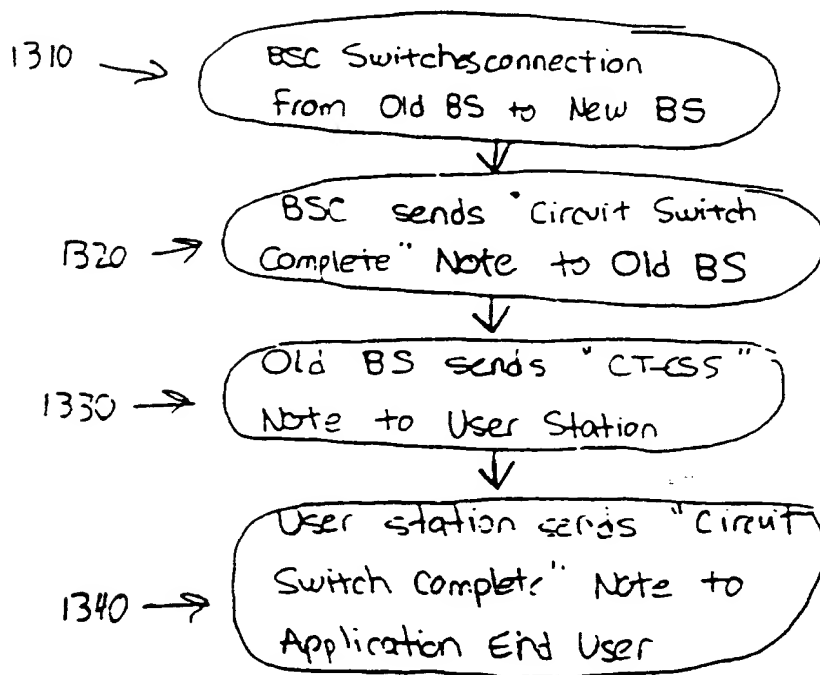 1310
BSC Switches connection
From Old BS to New BS
1320
BSC sends "Circuit Switch
Complete" Note to Old BS
1330
Old BS sends "CT-CSS"
Note to User Station
1340
User station sends "Circuit
Switch Complete" Note to
Application End User